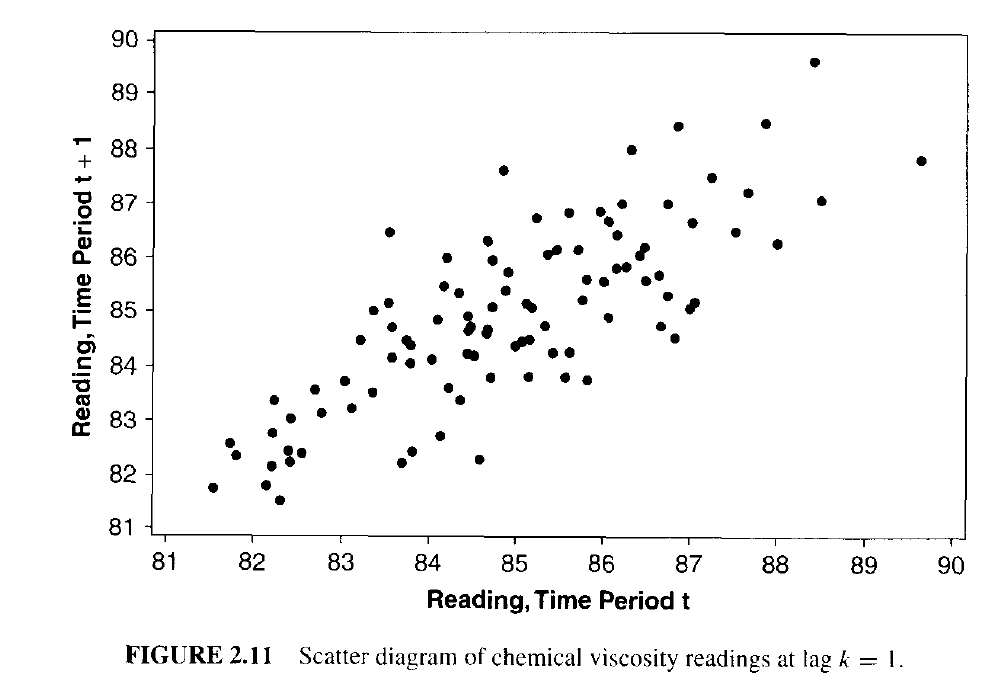 90
89
88
87
86
85
84
83
82
81
Reading, Time Period t + 1
81 82 83 84 85 86 87 88 89 90
Reading, Time Period t
FIGURE 2.11 Scatter diagram of chemical viscosity readings at lag k = 1.